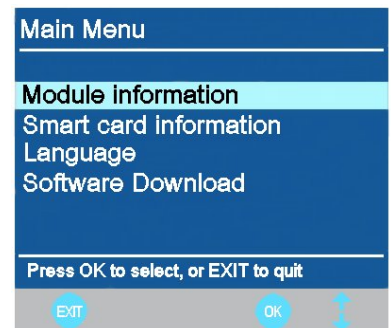 Main Menu
Module information
Smart card information
Language
Software Download
Press OK to select, or EXIT to quit
EXIT OK